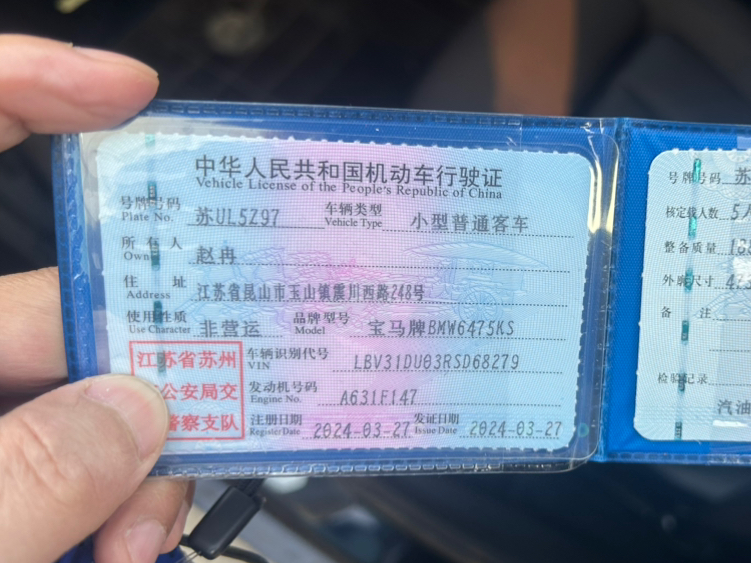 中华人民共和国机动车行驶证
Vehicle License of the People's Republic of China
号牌号码 苏UL5Z97 车辆类型 小型普通客车
Plate No. Vehicle Type
所有人 赵冉
Owne
住址 江苏省昆山市玉山镇震川西路248号
Address
使用性质 非营运 品牌型号 宝马牌BMW6475KS
Use Character Model
江苏省苏州
公安局交
警察支队
车辆识别代号 LBV31DU03RSD68279
VIN
发动机号码 A631F147
Engine No.
注册日期 2024-03-27 发证日期 2024-03-27
Register Date Issue Date
号牌号码 苏
核定载人数 5人
整备质量
外廓尺寸
备注
检验记录
汽油